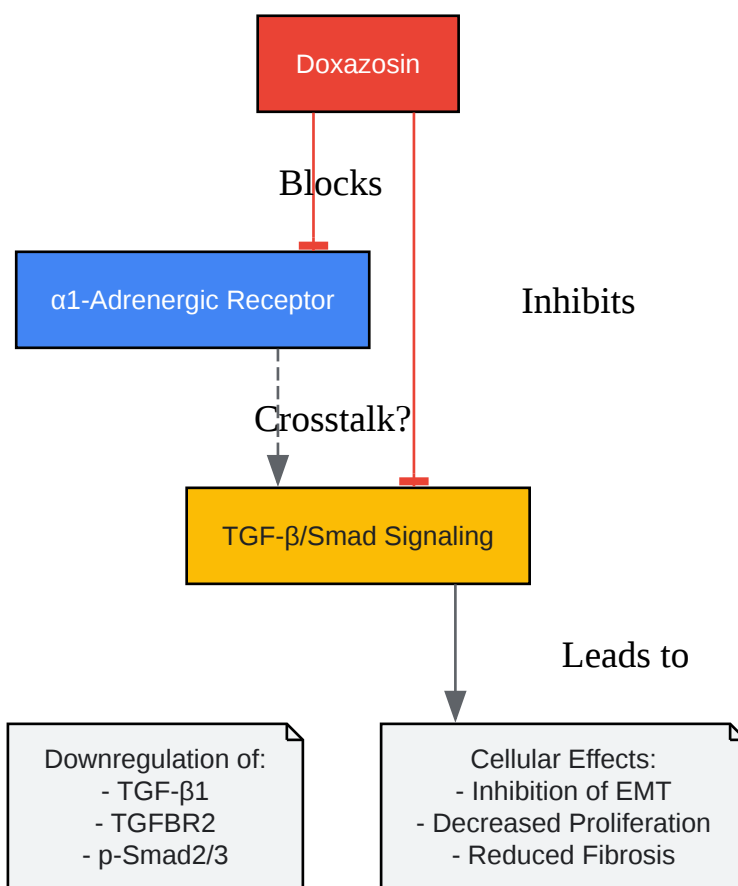 Doxazosin
Blocks
α1-Adrenergic Receptor
Inhibits
Crosstalk?
TGF-β/Smad Signaling
Leads to
Downregulation of:
- TGF-β1
- TGFBR2
- p-Smad2/3
Cellular Effects:
- Inhibition of EMT
- Decreased Proliferation
- Reduced Fibrosis